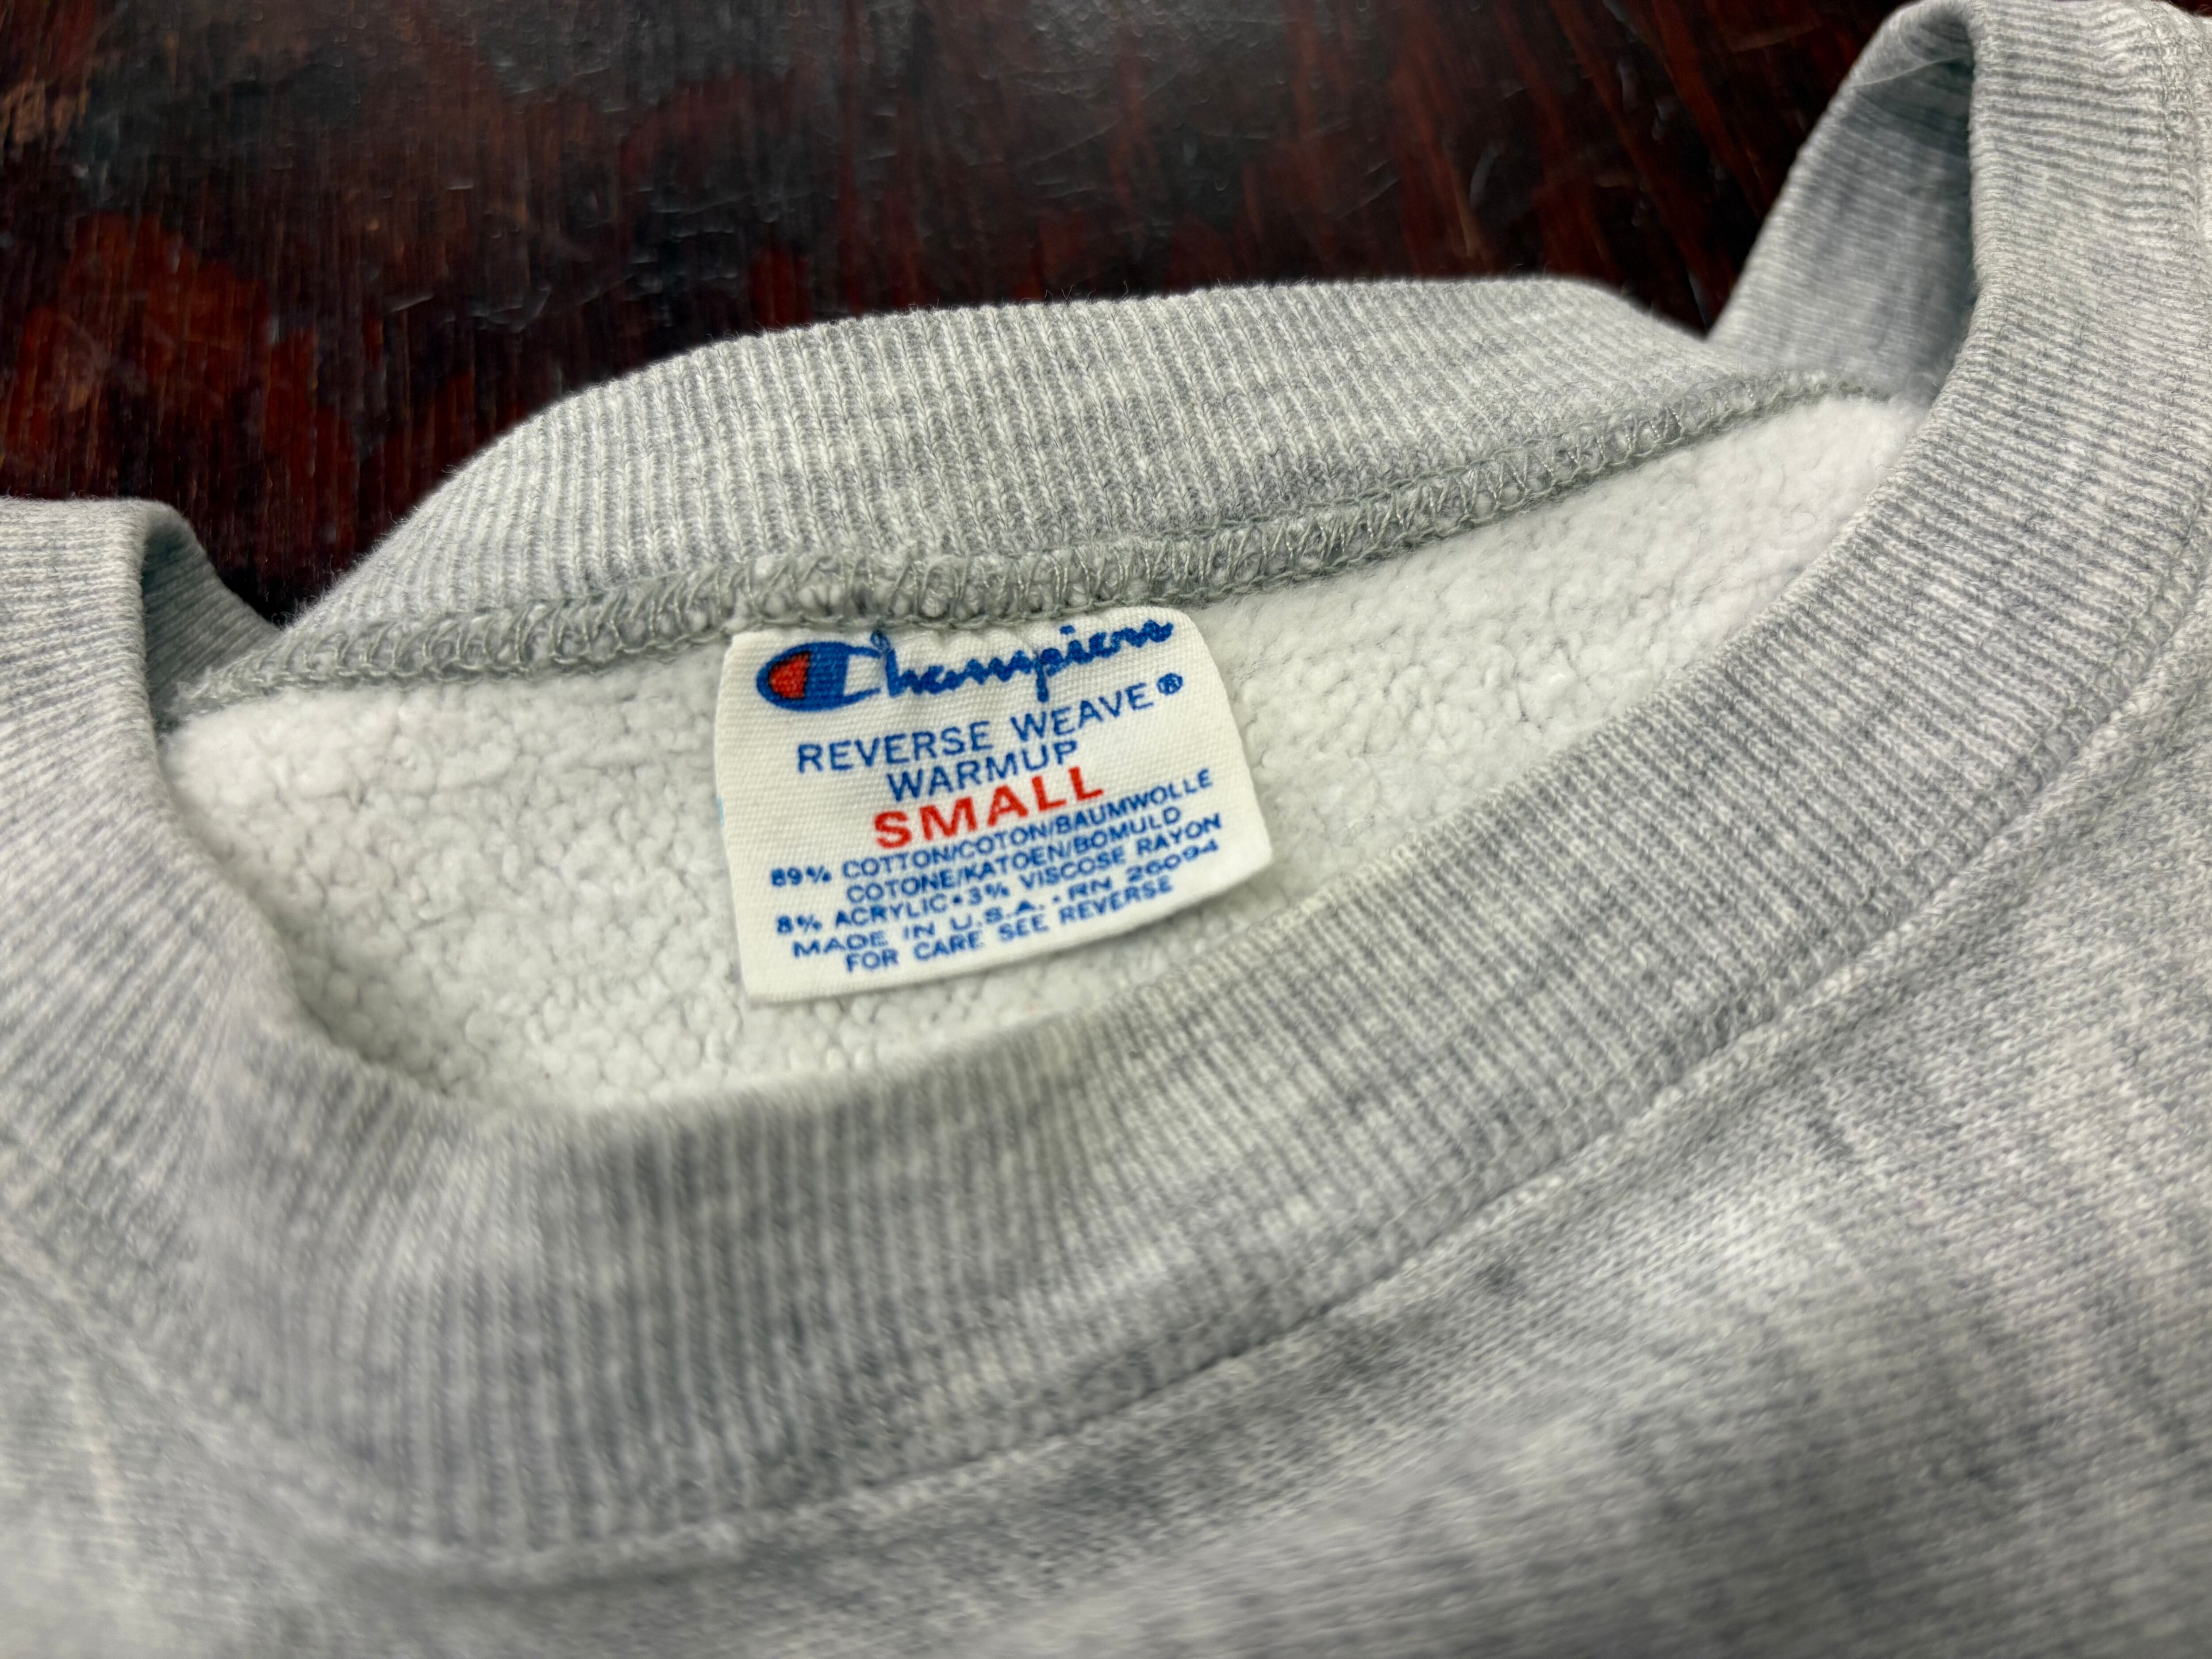 Champion
REVERSE WEAVE®
WARMUP
SMALL
89% COTTON/COTON/BAUMWOLLE
COTONE/KATOEN/BOMULD
8% ACRYLIC•3% VISCOSE RAYON
MADE IN U.S.A.•RN 26094
FOR CARE SEE REVERSE